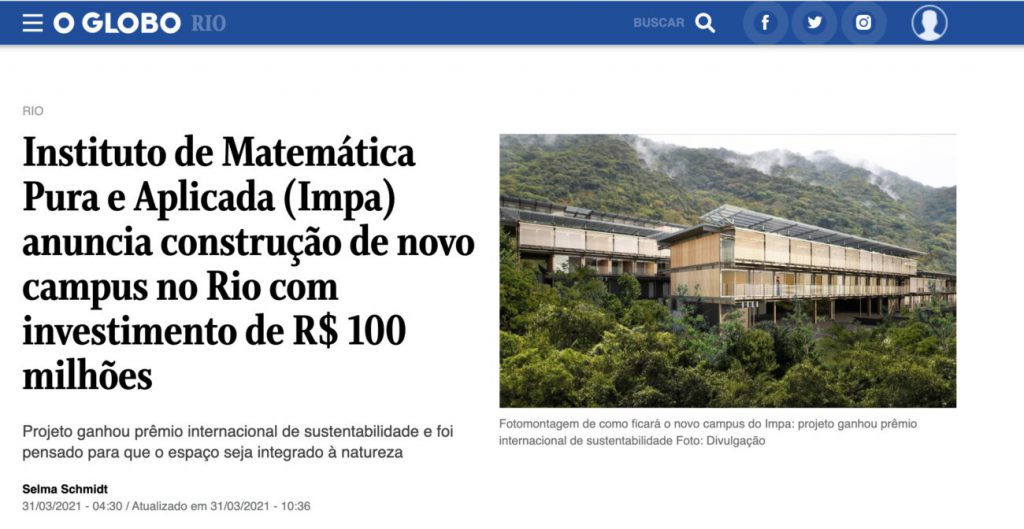 O GLOBO RIO
BUSCAR
RIO
Instituto de Matemática
Pura e Aplicada (Impa)
anuncia construção de novo
campus no Rio com
investimento de R$ 100
milhões
Projeto ganhou prêmio internacional de sustentabilidade e foi
pensado para que o espaço seja integrado à natureza
Selma Schmidt
31/03/2021 - 04:30 / Atualizado em 31/03/2021 - 10:36
Fotomontagem de como ficará o novo campus do Impa: projeto ganhou prêmio
internacional de sustentabilidade Foto: Divulgação